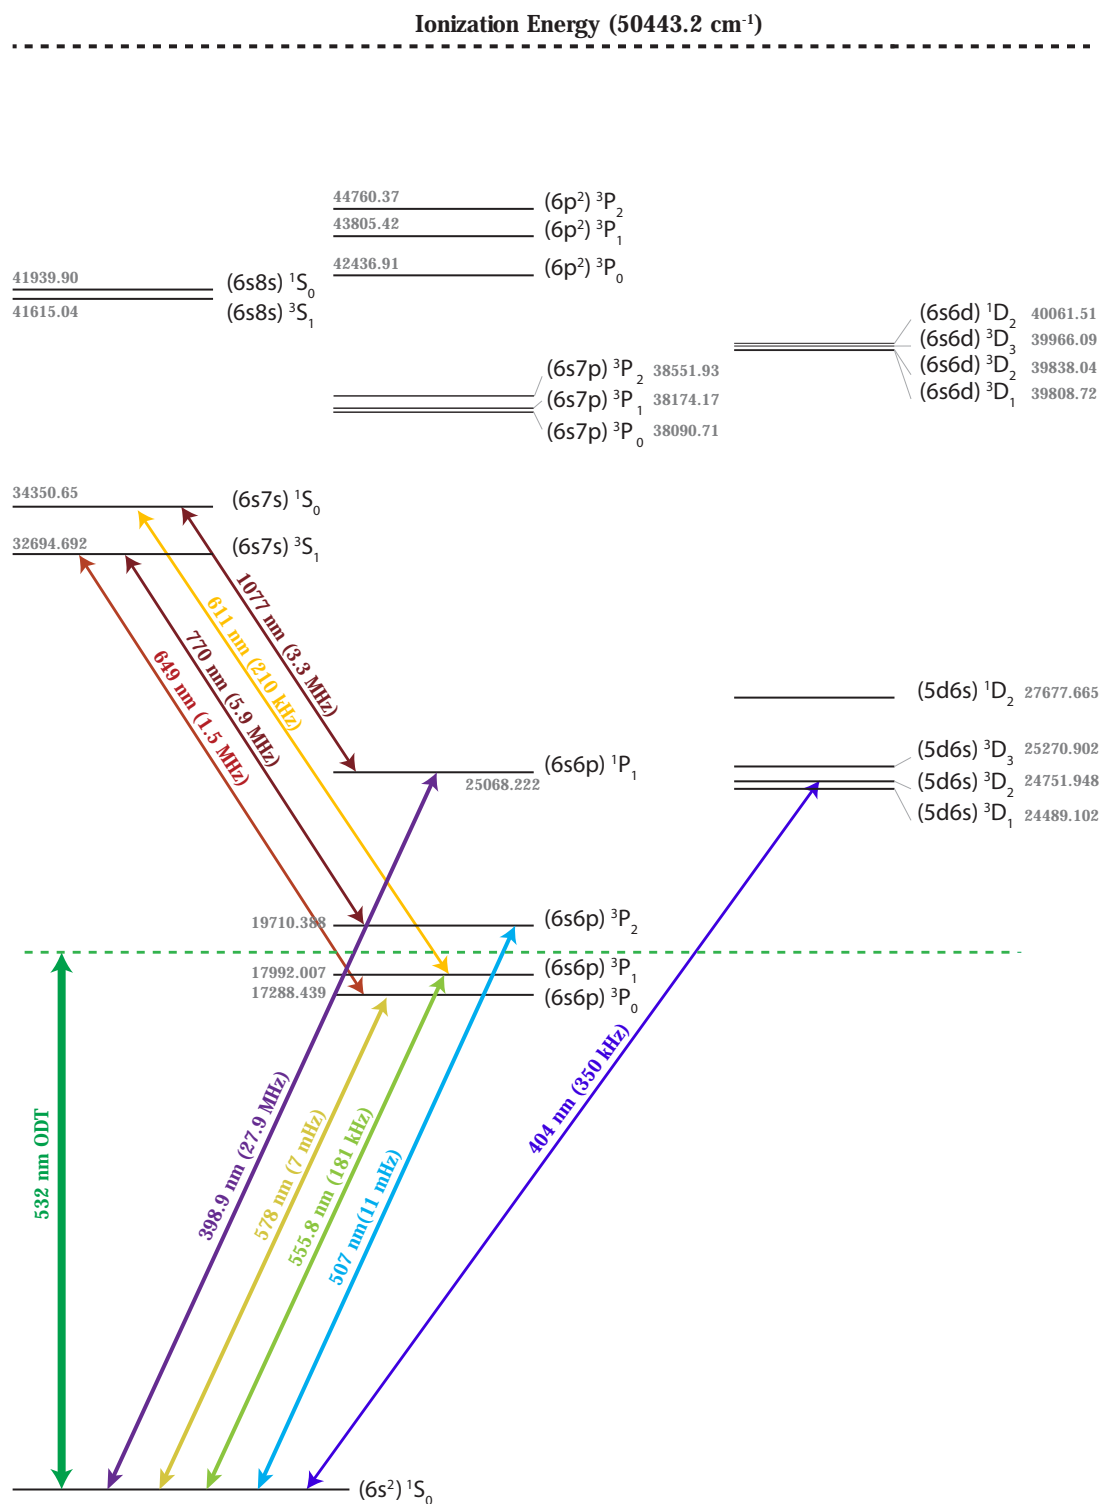 Ionization Energy (50443.2 cm⁻¹)
44760.37 (6p²) ³P₂
43805.42 (6p²) ³P₁
42436.91 (6p²) ³P₀
41939.90 (6s8s) ¹S₀
41615.04 (6s8s) ³S₁
(6s6d) ¹D₂ 40061.51
(6s6d) ³D₃ 39966.09
(6s6d) ³D₂ 39838.04
(6s6d) ³D₁ 39808.72
(6s7p) ³P₂ 38551.93
(6s7p) ³P₁ 38174.17
(6s7p) ³P₀ 38090.71
34350.65 (6s7s) ¹S₀
32694.692 (6s7s) ³S₁
1077 nm (3.3 MHz)
611 nm (210 kHz)
770 nm (5.9 MHz)
649 nm (1.5 MHz)
(5d6s) ¹D₂ 27677.665
(5d6s) ³D₃ 25270.902
(5d6s) ³D₂ 24751.948
(5d6s) ³D₁ 24489.102
(6s6p) ¹P₁
25068.222
19710.388 (6s6p) ³P₂
17992.007 (6s6p) ³P₁
17288.439 (6s6p) ³P₀
532 nm ODT
398.9 nm (27.9 MHz)
578 nm (7 mHz)
555.8 nm (181 kHz)
507 nm(11 mHz)
404 nm (350 kHz)
(6s²) ¹S₀